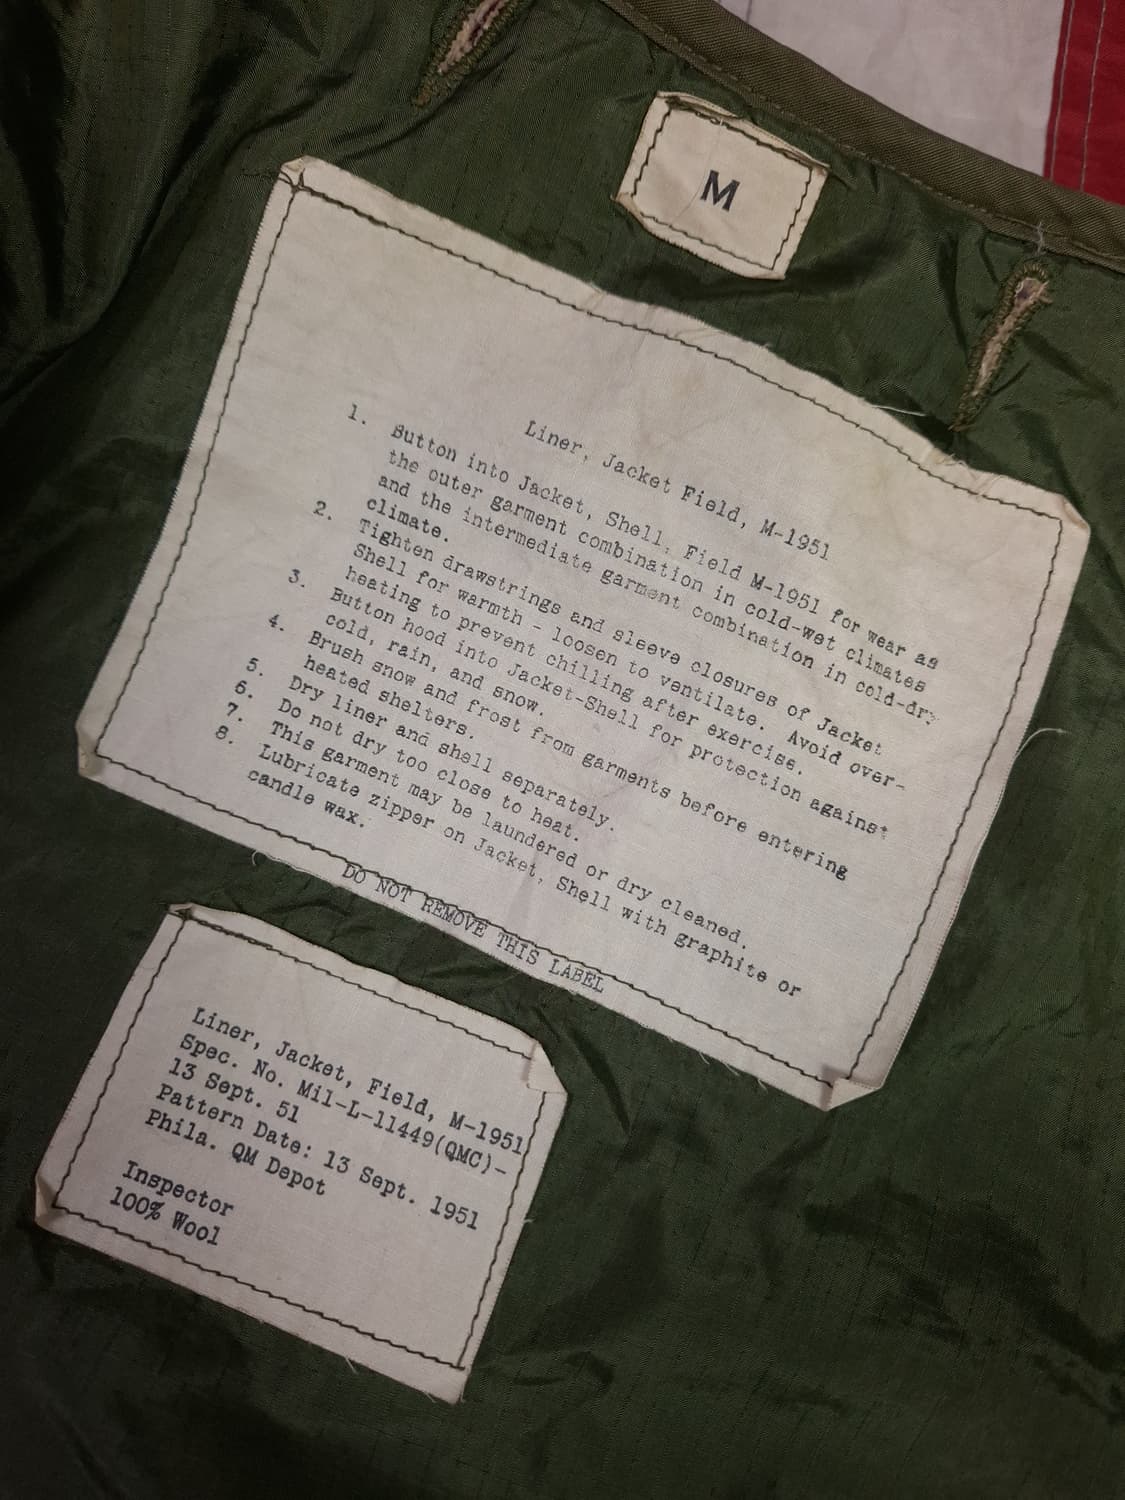 M
Liner, Jacket Field, M-1951
1. Button into Jacket, Shell, Field M-1951 for wear as
the outer garment combination in cold-wet climates
and the intermediate garment combination in cold-dry
climate.
2. Tighten drawstrings and sleeve closures of Jacket
Shell for warmth - loosen to ventilate. Avoid over-
heating to prevent chilling after exercise.
3. Button hood into Jacket-Shell for protection against
cold, rain, and snow.
4. Brush snow and frost from garments before entering
heated shelters.
5. Dry liner and shell separately.
6. Do not dry too close to heat.
7. This garment may be laundered or dry cleaned.
8. Lubricate zipper on Jacket, Shell with graphite or
candle wax.
DO NOT REMOVE THIS LABEL
Liner, Jacket, Field, M-1951
Spec. No. Mil-L-11449(QMC)-
13 Sept. 51
Pattern Date: 13 Sept. 1951
Phila. QM Depot
Inspector
100% Wool